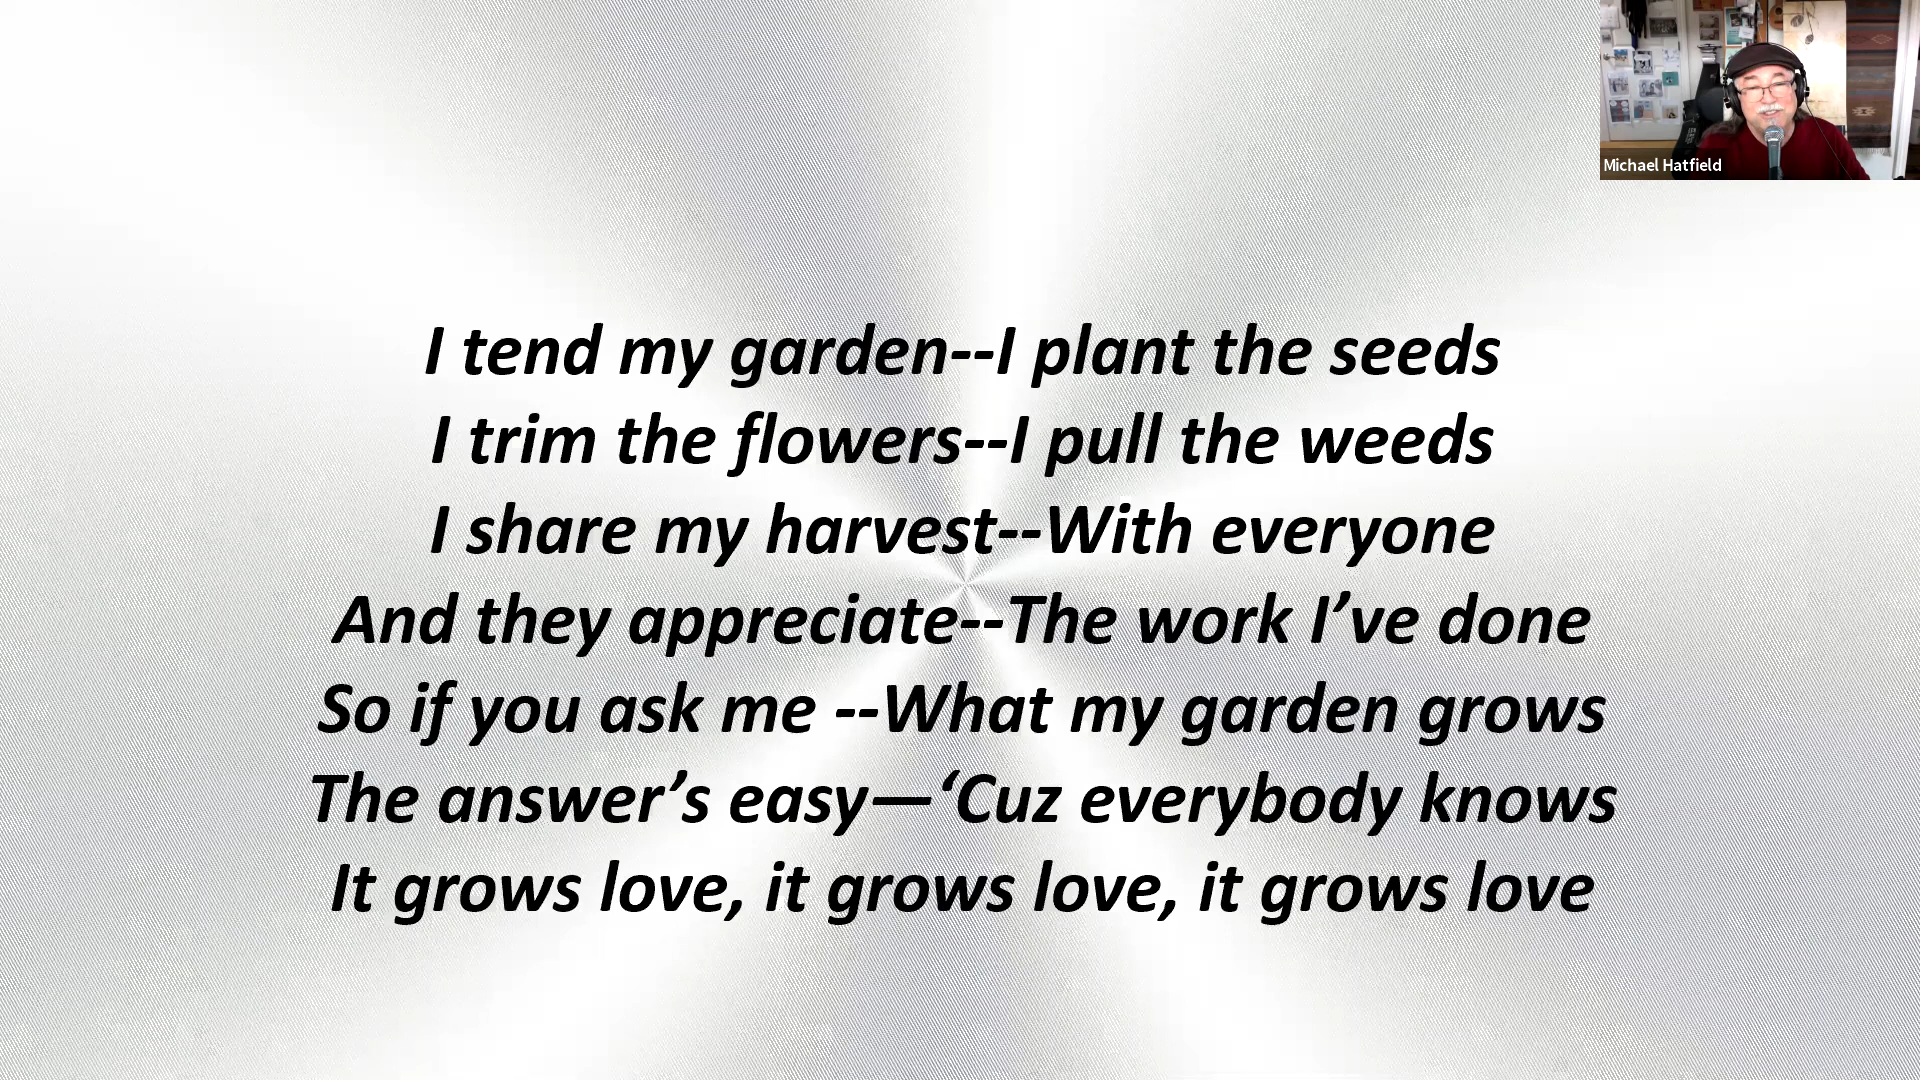 Michael Hatfield
I tend my garden--I plant the seeds
I trim the flowers--I pull the weeds
I share my harvest--With everyone
And they appreciate--The work I’ve done
So if you ask me --What my garden grows
The answer’s easy—‘Cuz everybody knows
It grows love, it grows love, it grows love